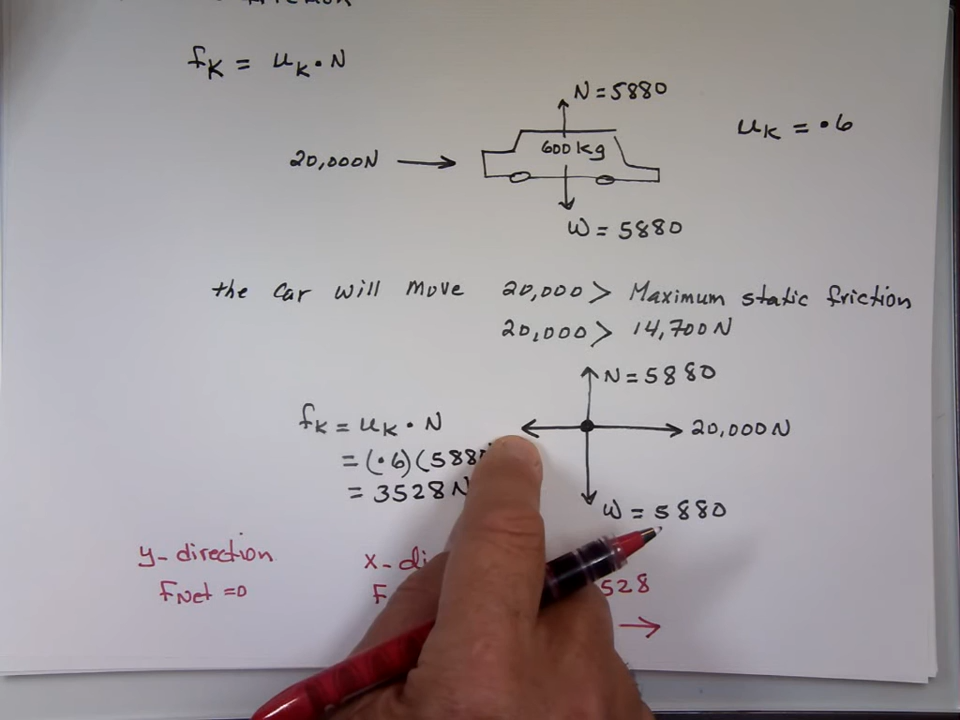 fK = uK · N
N = 5880
uK = .6
20,000N
600 kg
W = 5880
the car will move 20,000 > Maximum static friction
20,000 > 14,700 N
N = 5880
fK = uK · N
20,000 N
= (.6)(588
= 3528 N
W = 5880
y-direction
x-di
FNet = 0
F
528